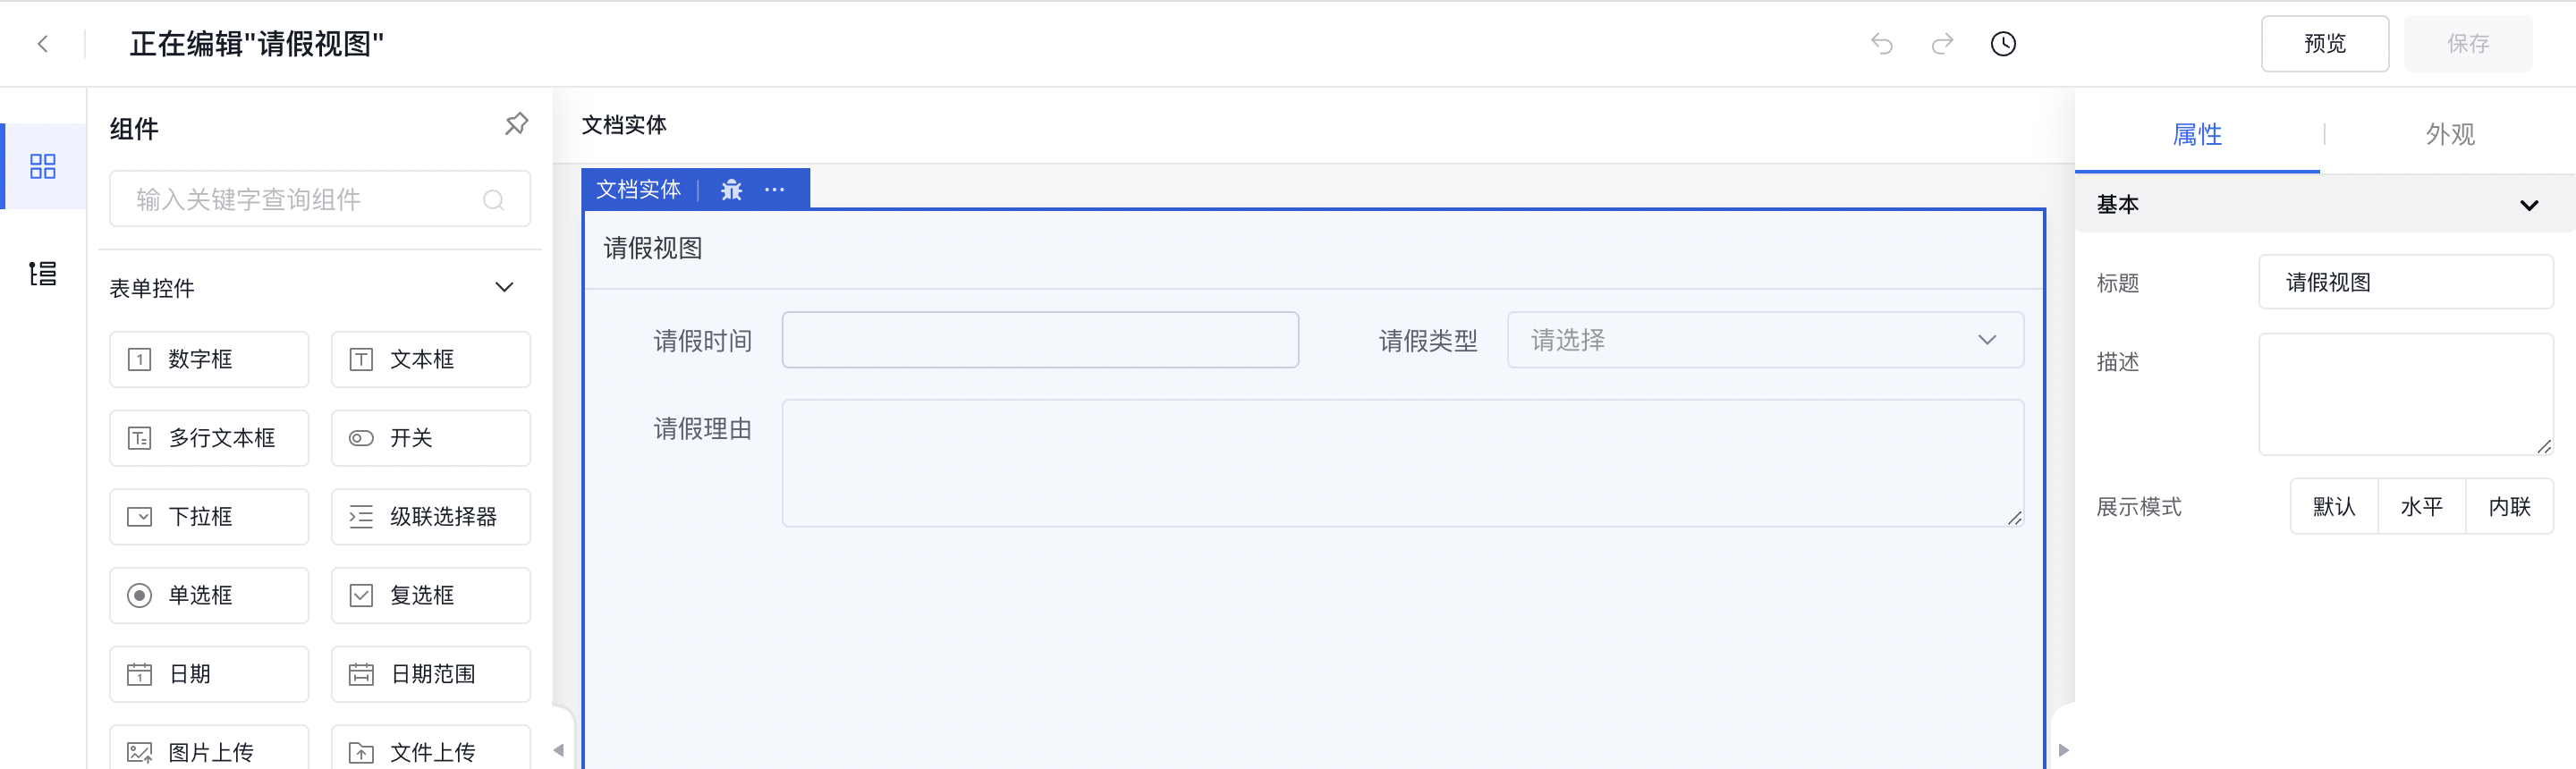 正在编辑"请假视图"
预览
保存
组件
输入关键字查询组件
表单控件
数字框
文本框
多行文本框
开关
下拉框
级联选择器
单选框
复选框
日期
日期范围
图片上传
文件上传
文档实体
文档实体
请假视图
请假时间
请假类型 请选择
请假理由
属性
外观
基本
标题 请假视图
描述
展示模式 默认 水平 内联